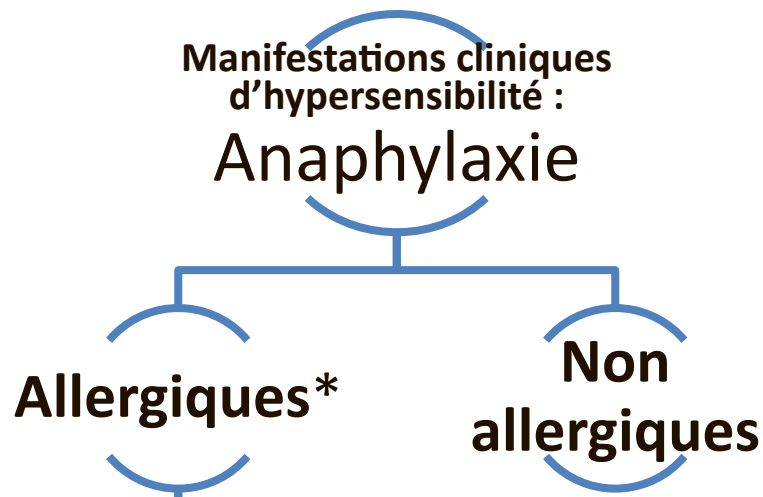 Manifestations cliniques
d’hypersensibilité :
Anaphylaxie
Allergiques*
Non
allergiques